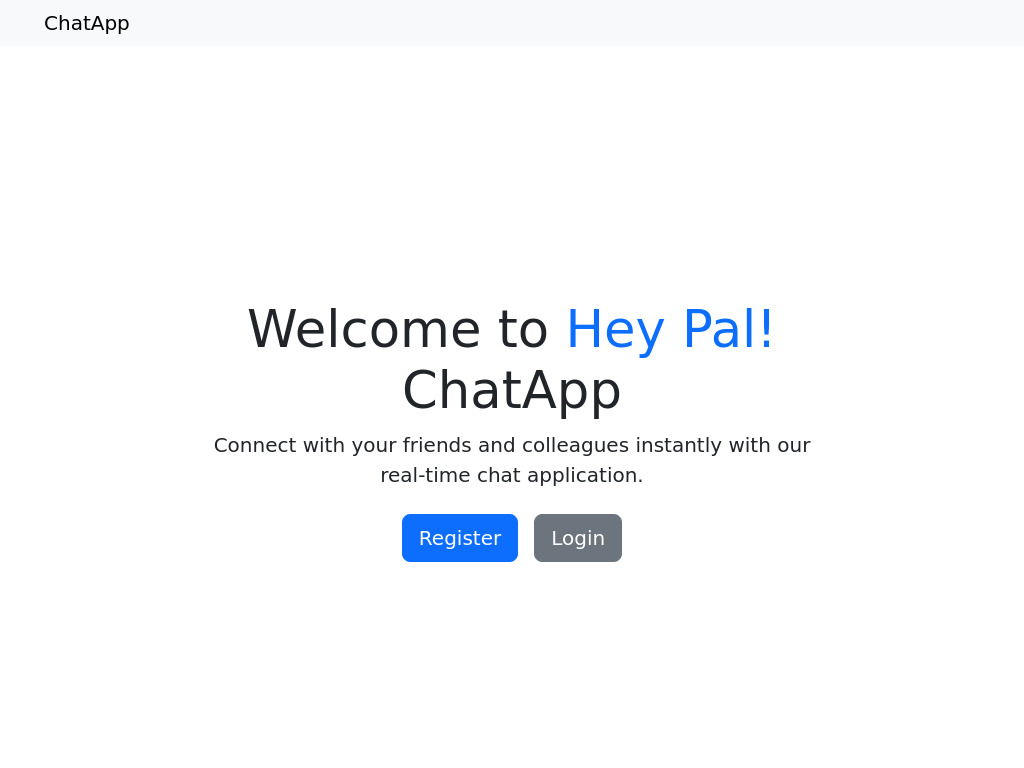 ChatApp
Welcome to Hey Pal!
ChatApp
Connect with your friends and colleagues instantly with our
real-time chat application.
Register Login